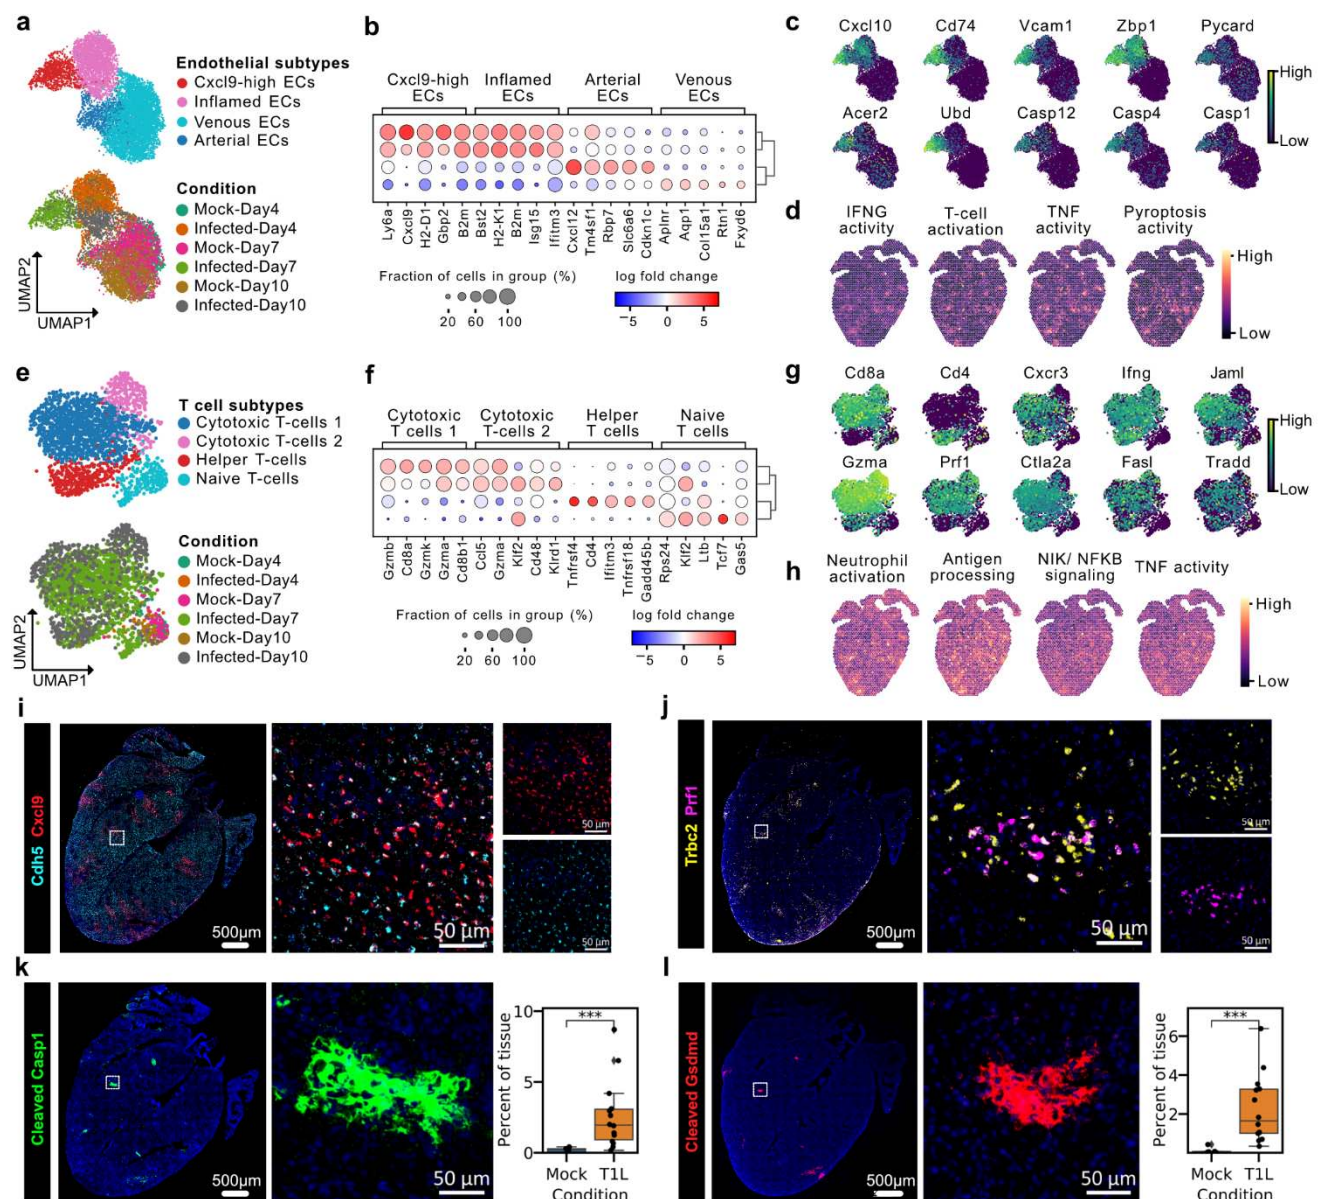 a
Endothelial subtypes
Cxcl9-high ECs
Inflamed ECs
Venous ECs
Arterial ECs
Condition
Mock-Day4
Infected-Day4
Mock-Day7
Infected-Day7
Mock-Day10
Infected-Day10
UMAP2
UMAP1
b
Cxcl9-high ECs
Inflamed ECs
Arterial ECs
Venous ECs
Ly6a Cxcl9 H2-D1 Gbp2 B2m Bst2 H2-K1 B2m Isg15 Ifitm3 Cxcl12 Tm4sf1 Rbp7 Slc6a6 Cdkn1c Aplnr Aqp1 Col15a1 Rtn1 Fxyd6
Fraction of cells in group (%)
20 60 100
log fold change
−5 0 5
c
Cxcl10 Cd74 Vcam1 Zbp1 Pycard
Acer2 Ubd Casp12 Casp4 Casp1
High
Low
d
IFNG activity
T-cell activation
TNF activity
Pyroptosis activity
High
Low
e
T cell subtypes
Cytotoxic T-cells 1
Cytotoxic T-cells 2
Helper T-cells
Naive T-cells
Condition
Mock-Day4
Infected-Day4
Mock-Day7
Infected-Day7
Mock-Day10
Infected-Day10
UMAP2
UMAP1
f
Cytotoxic T cells 1
Cytotoxic T-cells 2
Helper T cells
Naive T cells
Gzmb Cd8a Gzmk Gzma Cd8b1 Ccl5 Gzma Klf2 Cd48 Klrd1 Tnfrsf4 Cd4 Ifitm3 Tnfrsf18 Gadd45b Rps24 Klf2 Ltb Tcf7 Gas5
Fraction of cells in group (%)
20 60 100
log fold change
−5 0 5
g
Cd8a Cd4 Cxcr3 Ifng Jaml
Gzma Prf1 Ctla2a Fasl Tradd
High
Low
h
Neutrophil activation
Antigen processing
NIK/ NFKB signaling
TNF activity
High
Low
i
Cdh5 Cxcl9
500µm
50 µm
50 µm
50 µm
j
Trbc2 Prf1
500µm
50 µm
50 µm
50 µm
k
Cleaved Casp1
500µm
50 µm
Percent of tissue
10
5
0
***
Mock T1L
Condition
l
Cleaved Gsdmd
500µm
50 µm
Percent of tissue
6
4
2
***
Mock T1L
Condition